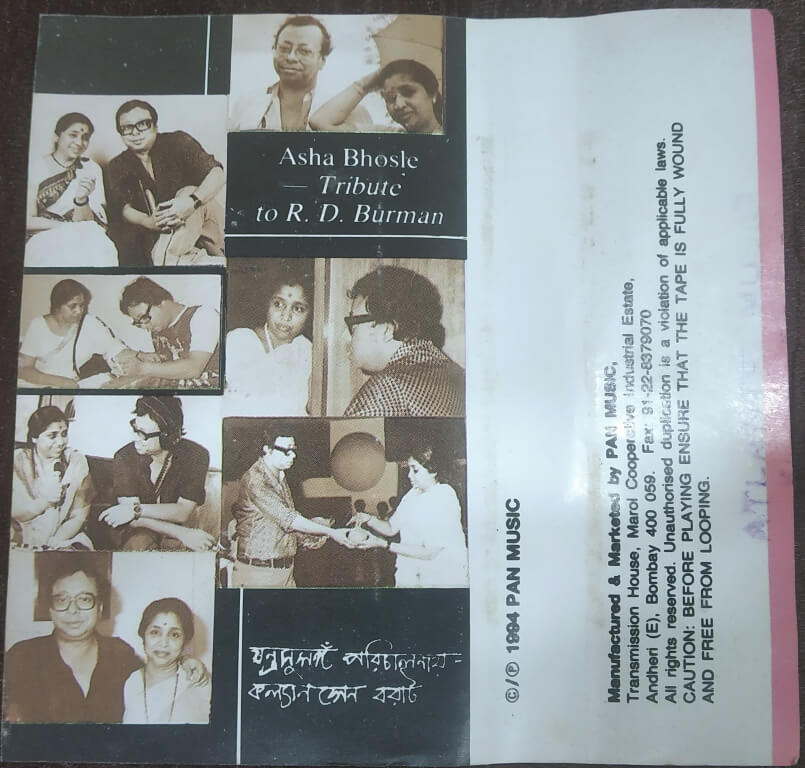 Asha Bhosle
— Tribute
to R. D. Burman
যন্ত্রানুসঙ্গ পরিচালনায় -
কল্যান সেন বরাট
©/℗ 1994 PAN MUSIC
Manufactured & Marketed by PAN MUSIC,
Transmission House, Marol Cooperative Industrial Estate,
Andheri (E), Bombay 400 059. Fax: 91-22-8379070
All rights reserved. Unauthorised duplication is a violation of applicable laws.
CAUTION: BEFORE PLAYING ENSURE THAT THE TAPE IS FULLY WOUND
AND FREE FROM LOOPING.